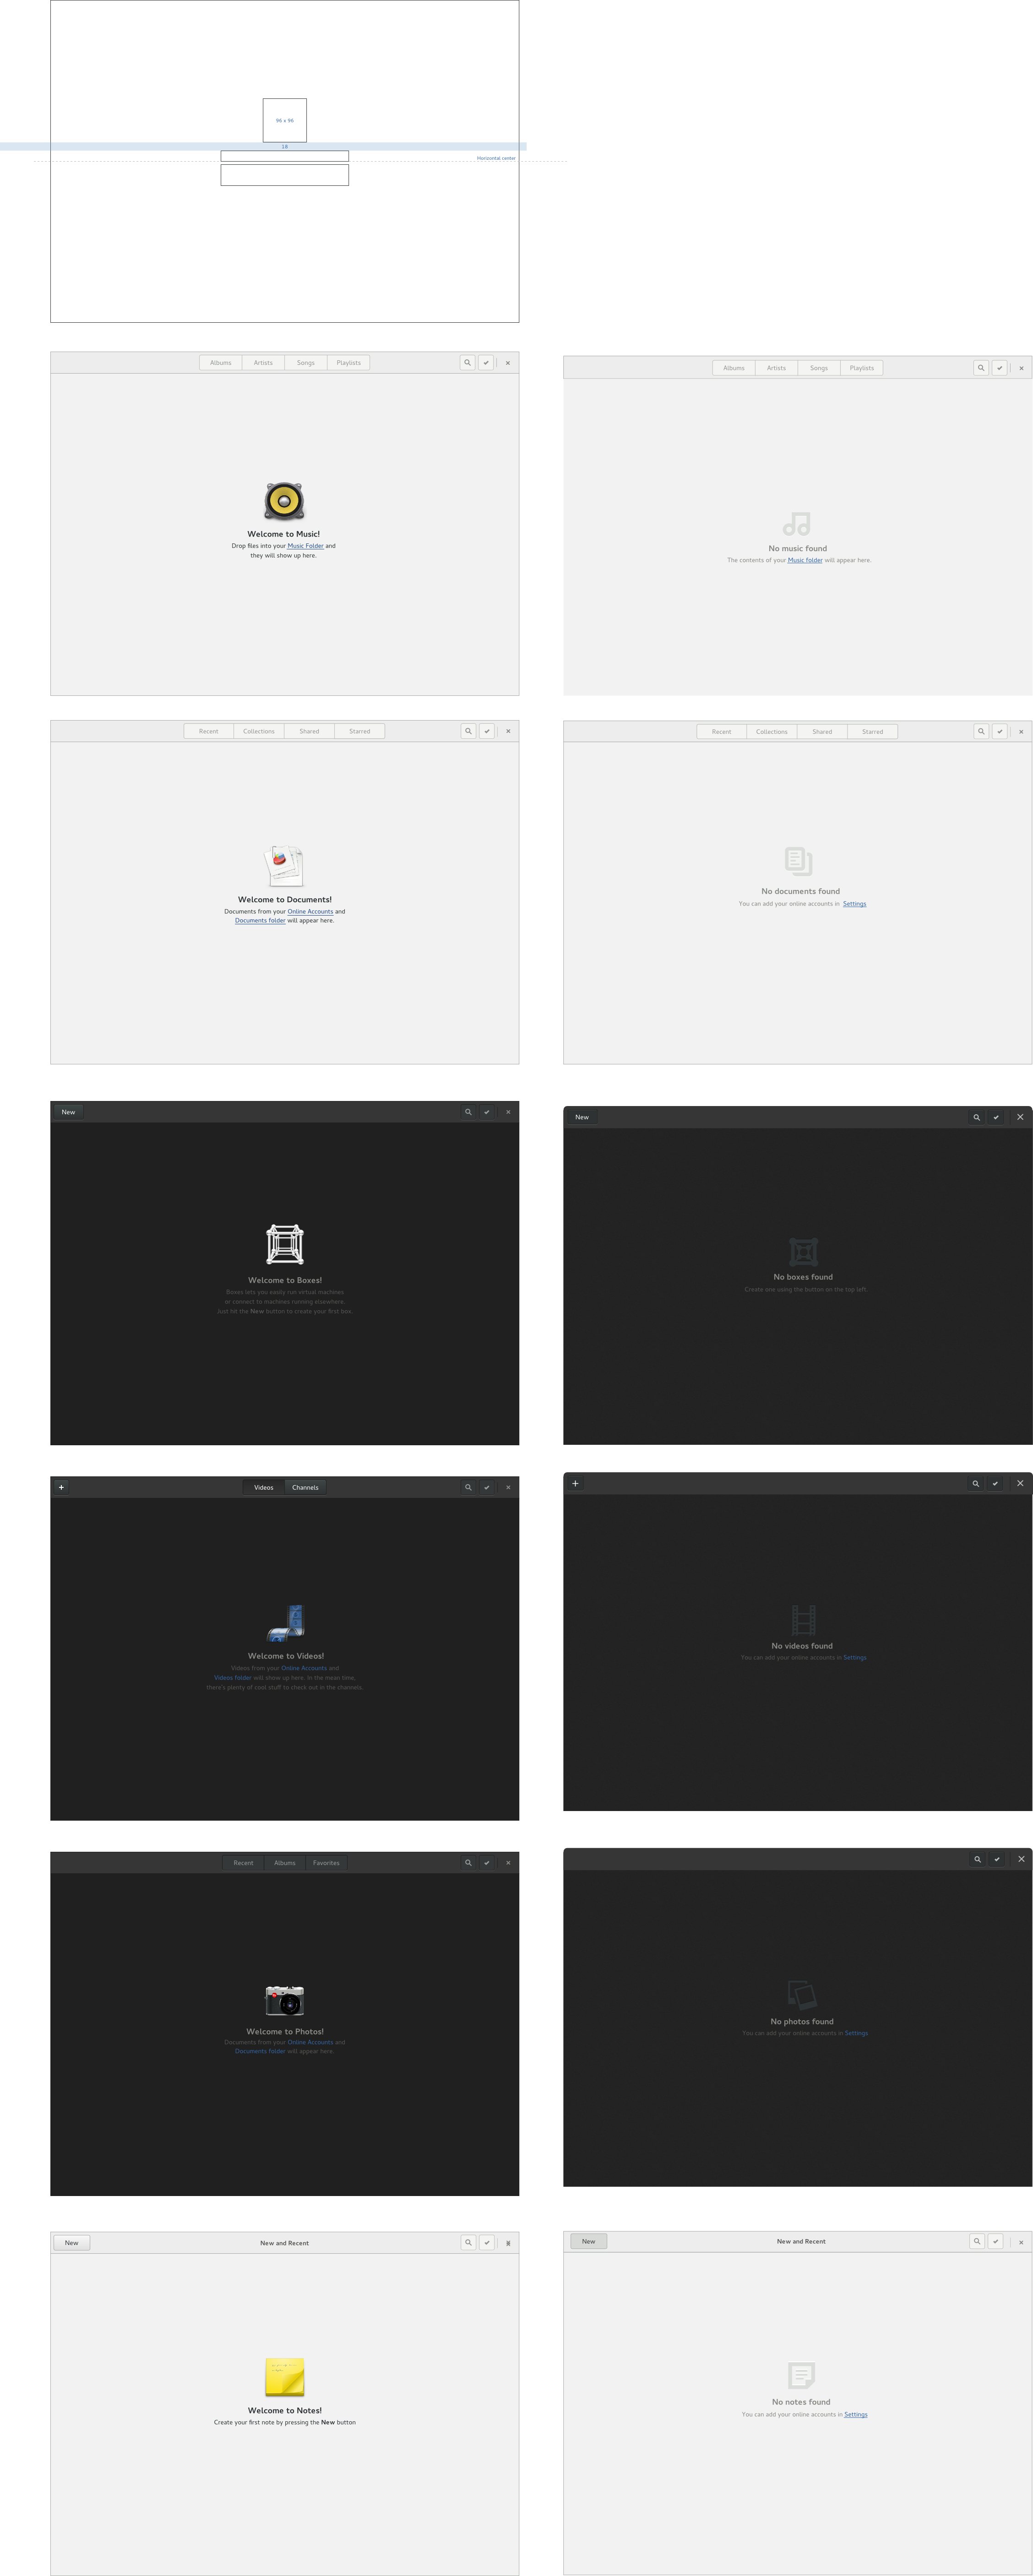 96 x 96
18
Horizontal center
Albums Artists Songs Playlists
Welcome to Music!
Drop files into your Music Folder and
they will show up here.
Albums Artists Songs Playlists
No music found
The contents of your Music folder will appear here.
Recent Collections Shared Starred
Welcome to Documents!
Documents from your Online Accounts and
Documents folder will appear here.
Recent Collections Shared Starred
No documents found
You can add your online accounts in Settings
New
Welcome to Boxes!
Boxes lets you easily run virtual machines
or connect to machines running elsewhere.
Just hit the New button to create your first box.
New
No boxes found
Create one using the button on the top left.
Videos Channels
Welcome to Videos!
Videos from your Online Accounts and
Videos folder will show up here. In the mean time,
there's plenty of cool stuff to check out in the channels.
No videos found
You can add your online accounts in Settings
Recent Albums Favorites
Welcome to Photos!
Documents from your Online Accounts and
Documents folder will appear here.
No photos found
You can add your online accounts in Settings
New New and Recent
Welcome to Notes!
Create your first note by pressing the New button
New New and Recent
No notes found
You can add your online accounts in Settings